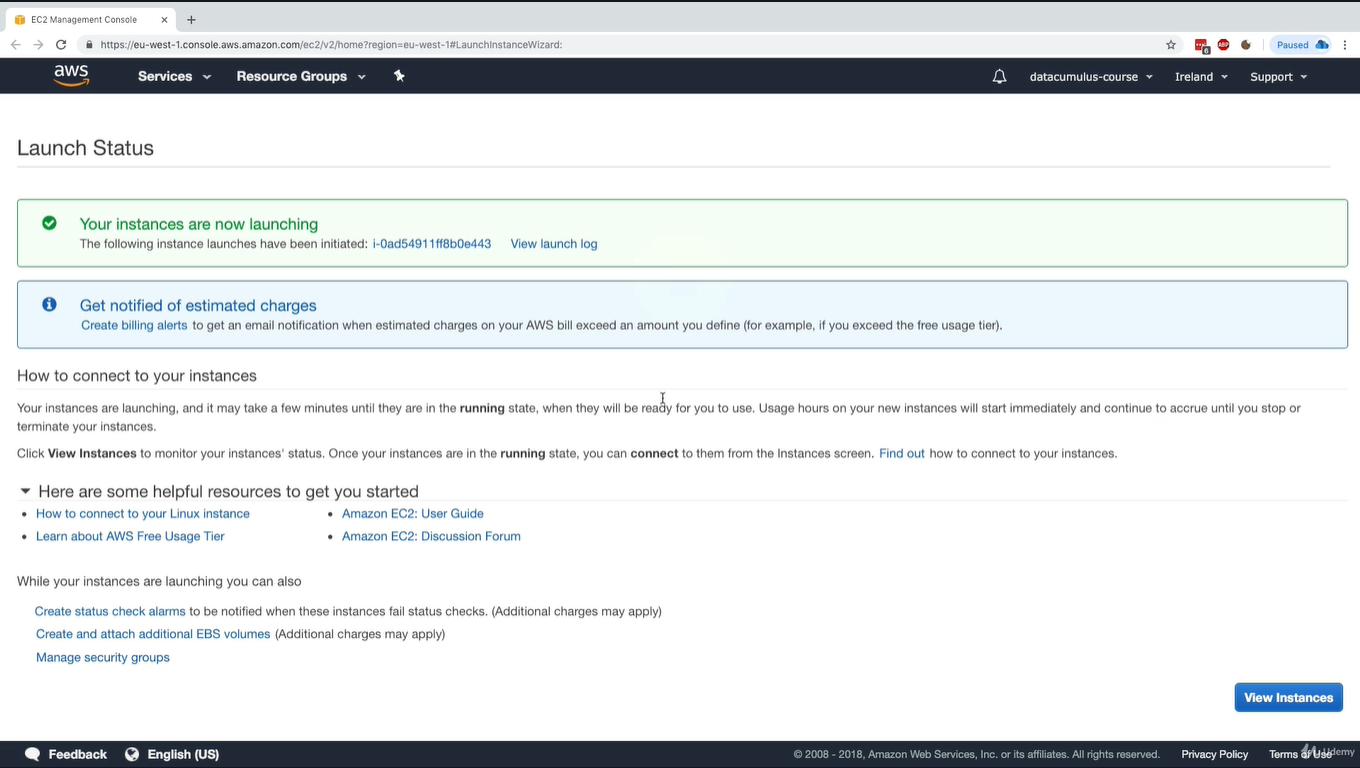 EC2 Management Console
https://eu-west-1.console.aws.amazon.com/ec2/v2/home?region=eu-west-1#LaunchInstanceWizard:
6
ABP
Paused
aws
Services
Resource Groups
datacumulus-course
Ireland
Support
Launch Status
Your instances are now launching
The following instance launches have been initiated: i-0ad54911ff8b0e443 View launch log
Get notified of estimated charges
Create billing alerts to get an email notification when estimated charges on your AWS bill exceed an amount you define (for example, if you exceed the free usage tier).
How to connect to your instances
Your instances are launching, and it may take a few minutes until they are in the running state, when they will be ready for you to use. Usage hours on your new instances will start immediately and continue to accrue until you stop or
terminate your instances.
Click View Instances to monitor your instances' status. Once your instances are in the running state, you can connect to them from the Instances screen. Find out how to connect to your instances.
Here are some helpful resources to get you started
• How to connect to your Linux instance
• Amazon EC2: User Guide
• Learn about AWS Free Usage Tier
• Amazon EC2: Discussion Forum
While your instances are launching you can also
Create status check alarms to be notified when these instances fail status checks. (Additional charges may apply)
Create and attach additional EBS volumes (Additional charges may apply)
Manage security groups
View Instances
Feedback
English (US)
© 2008 - 2018, Amazon Web Services, Inc. or its affiliates. All rights reserved.
Privacy Policy
Terms of Use
Udemy